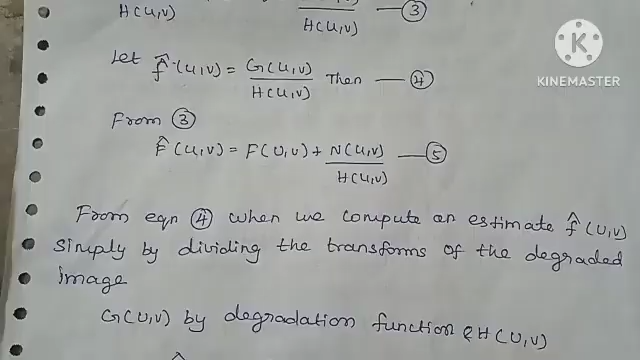 H(U,V) H(U,V) — ③
Let f̂(U,V) = G(U,V) / H(U,V) Then — ④
From ③
F̂(U,V) = F(U,V) + N(U,V) / H(U,V) — ⑤
From eqn ④ when we compute an estimate f̂(U,V)
Simply by dividing the transforms of the degraded
image
G(U,V) by degradation function H(U,V)
K
KINEMASTER